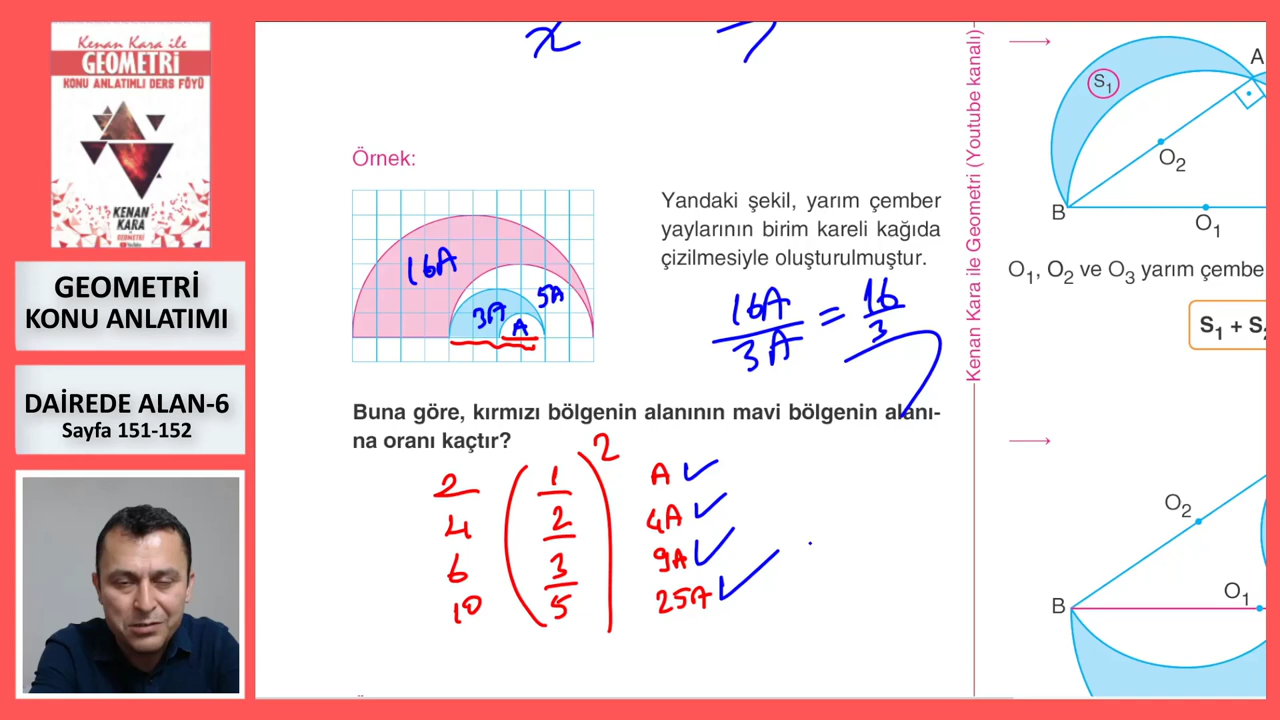 Kenan Kara ile
GEOMETRİ
KONU ANLATIMLI DERS FÖYÜ
KENAN
KARA
GEOMETRİ KONU ANLATIMI
DAİREDE ALAN-6
Sayfa 151-152
x
Örnek:
16A
5A
3A
A
Yandaki şekil, yarım çember
yaylarının birim kareli kağıda
çizilmesiyle oluşturulmuştur.
16A/3A = 16/3
Buna göre, kırmızı bölgenin alanının mavi bölgenin alanı-
na oranı kaçtır?
2
2 1 A
4 2 4A
6 3 9A
10 5 25A
Kenan Kara ile Geometri (Youtube kanalı)
S1
A
O2
B
O1
O1, O2 ve O3 yarım çembe
S1 + S2
O2
B
O1